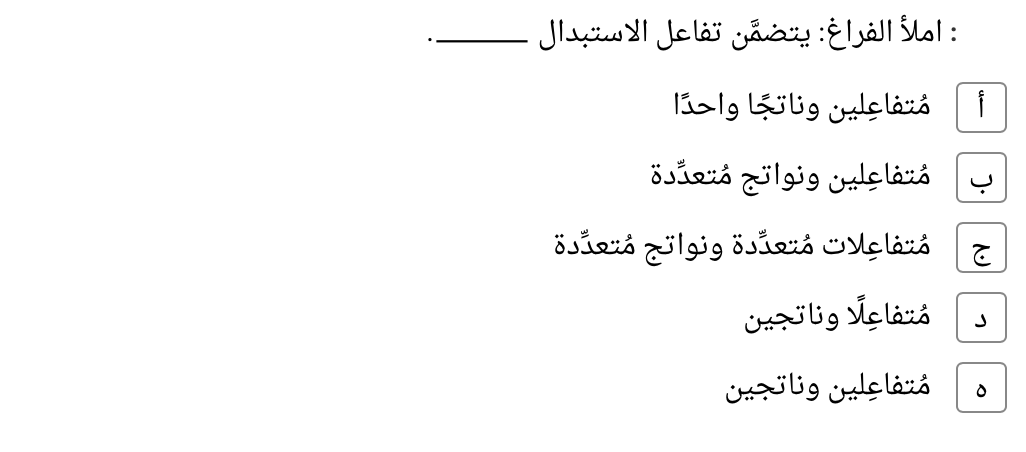 : املأ الفراغ: يتضمَّن تفاعل الاستبدال ______.
أ مُتفاعِلين وناتجًا واحدًا
ب مُتفاعِلين ونواتج مُتعدِّدة
ج مُتفاعِلات مُتعدِّدة ونواتج مُتعدِّدة
د مُتفاعِلًا وناتجين
ه مُتفاعِلين وناتجين